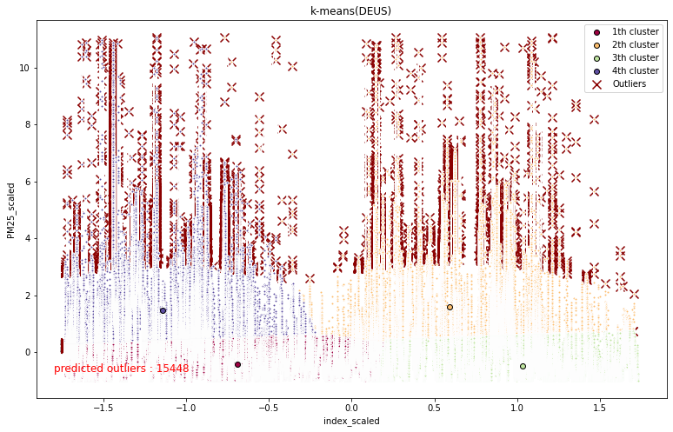 k-means(DEUS)
1th cluster
2th cluster
3th cluster
4th cluster
Outliers
10
8
6
4
2
0
PM25_scaled
predicted outliers : 15448
−1.5
−1.0
−0.5
0.0
0.5
1.0
1.5
index_scaled